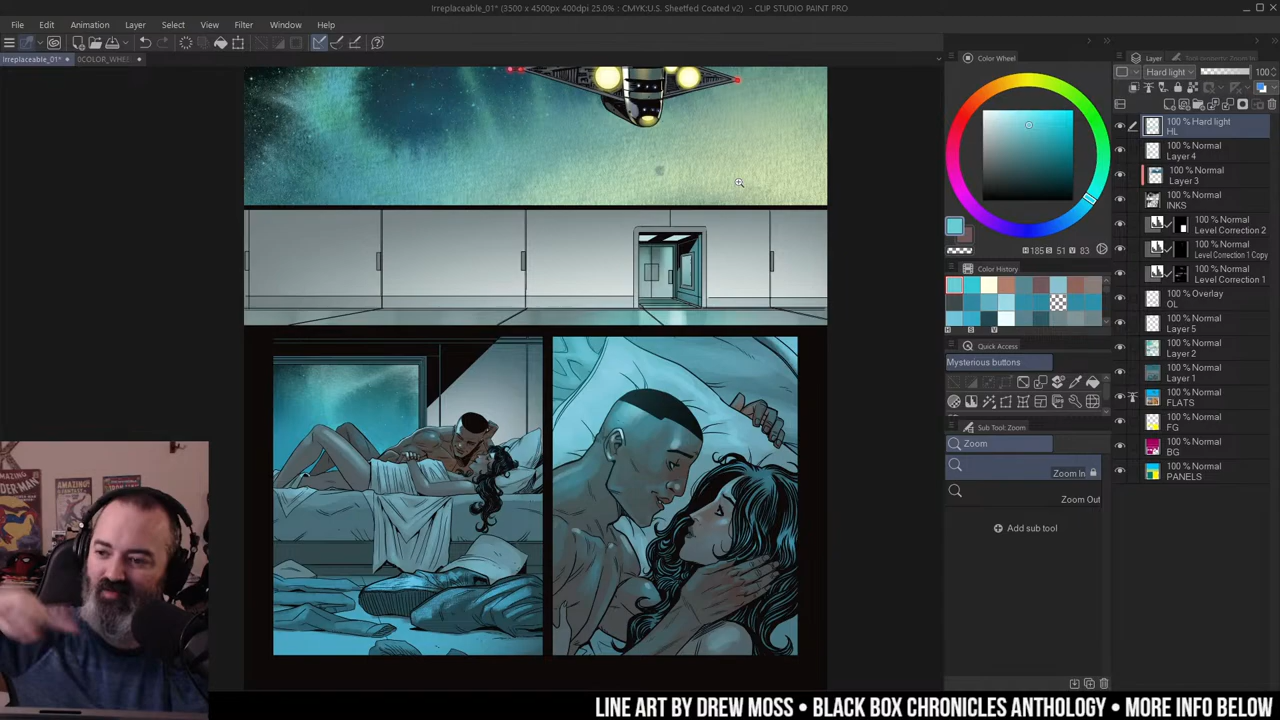 Irreplaceable_01* (3500 x 4500px 400dpi 25.0% : CMYK:U.S. Sheetfed Coated v2) - CLIP STUDIO PAINT PRO
File Edit Animation Layer Select View Filter Window Help
Irreplaceable_01* 0COLOR_WHEE
Color Wheel
H 185 S 51 V 83
Color History
H S V
Quick Access
Mysterious buttons
Sub Tool: Zoom
Zoom
Zoom In
Zoom Out
Add sub tool
Layer
Hard light 100
100 % Hard light
HL
100 % Normal
Layer 4
100 % Normal
Layer 3
100 % Normal
INKS
100 % Normal
Level Correction 2
100 % Normal
Level Correction 1 Copy
100 % Normal
Level Correction 1
100 % Overlay
OL
100 % Normal
Layer 5
100 % Normal
Layer 2
100 % Normal
Layer 1
100 % Normal
FLATS
100 % Normal
FG
100 % Normal
BG
100 % Normal
PANELS
AMAZING
SPIDER-MAN
AMAZING
LINE ART BY DREW MOSS • BLACK BOX CHRONICLES ANTHOLOGY • MORE INFO BELOW